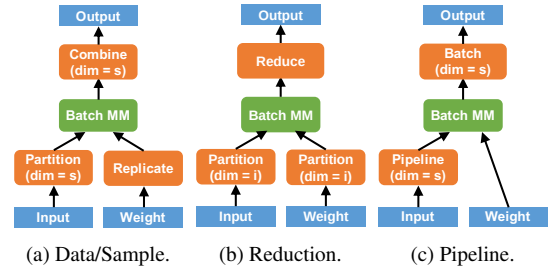 Output
Combine
(dim = s)
Batch MM
Partition
(dim = s)
Replicate
Input
Weight
(a) Data/Sample.
Output
Reduce
Batch MM
Partition
(dim = i)
Partition
(dim = i)
Input
Weight
(b) Reduction.
Output
Batch
(dim = s)
Batch MM
Pipeline
(dim = s)
Input
Weight
(c) Pipeline.